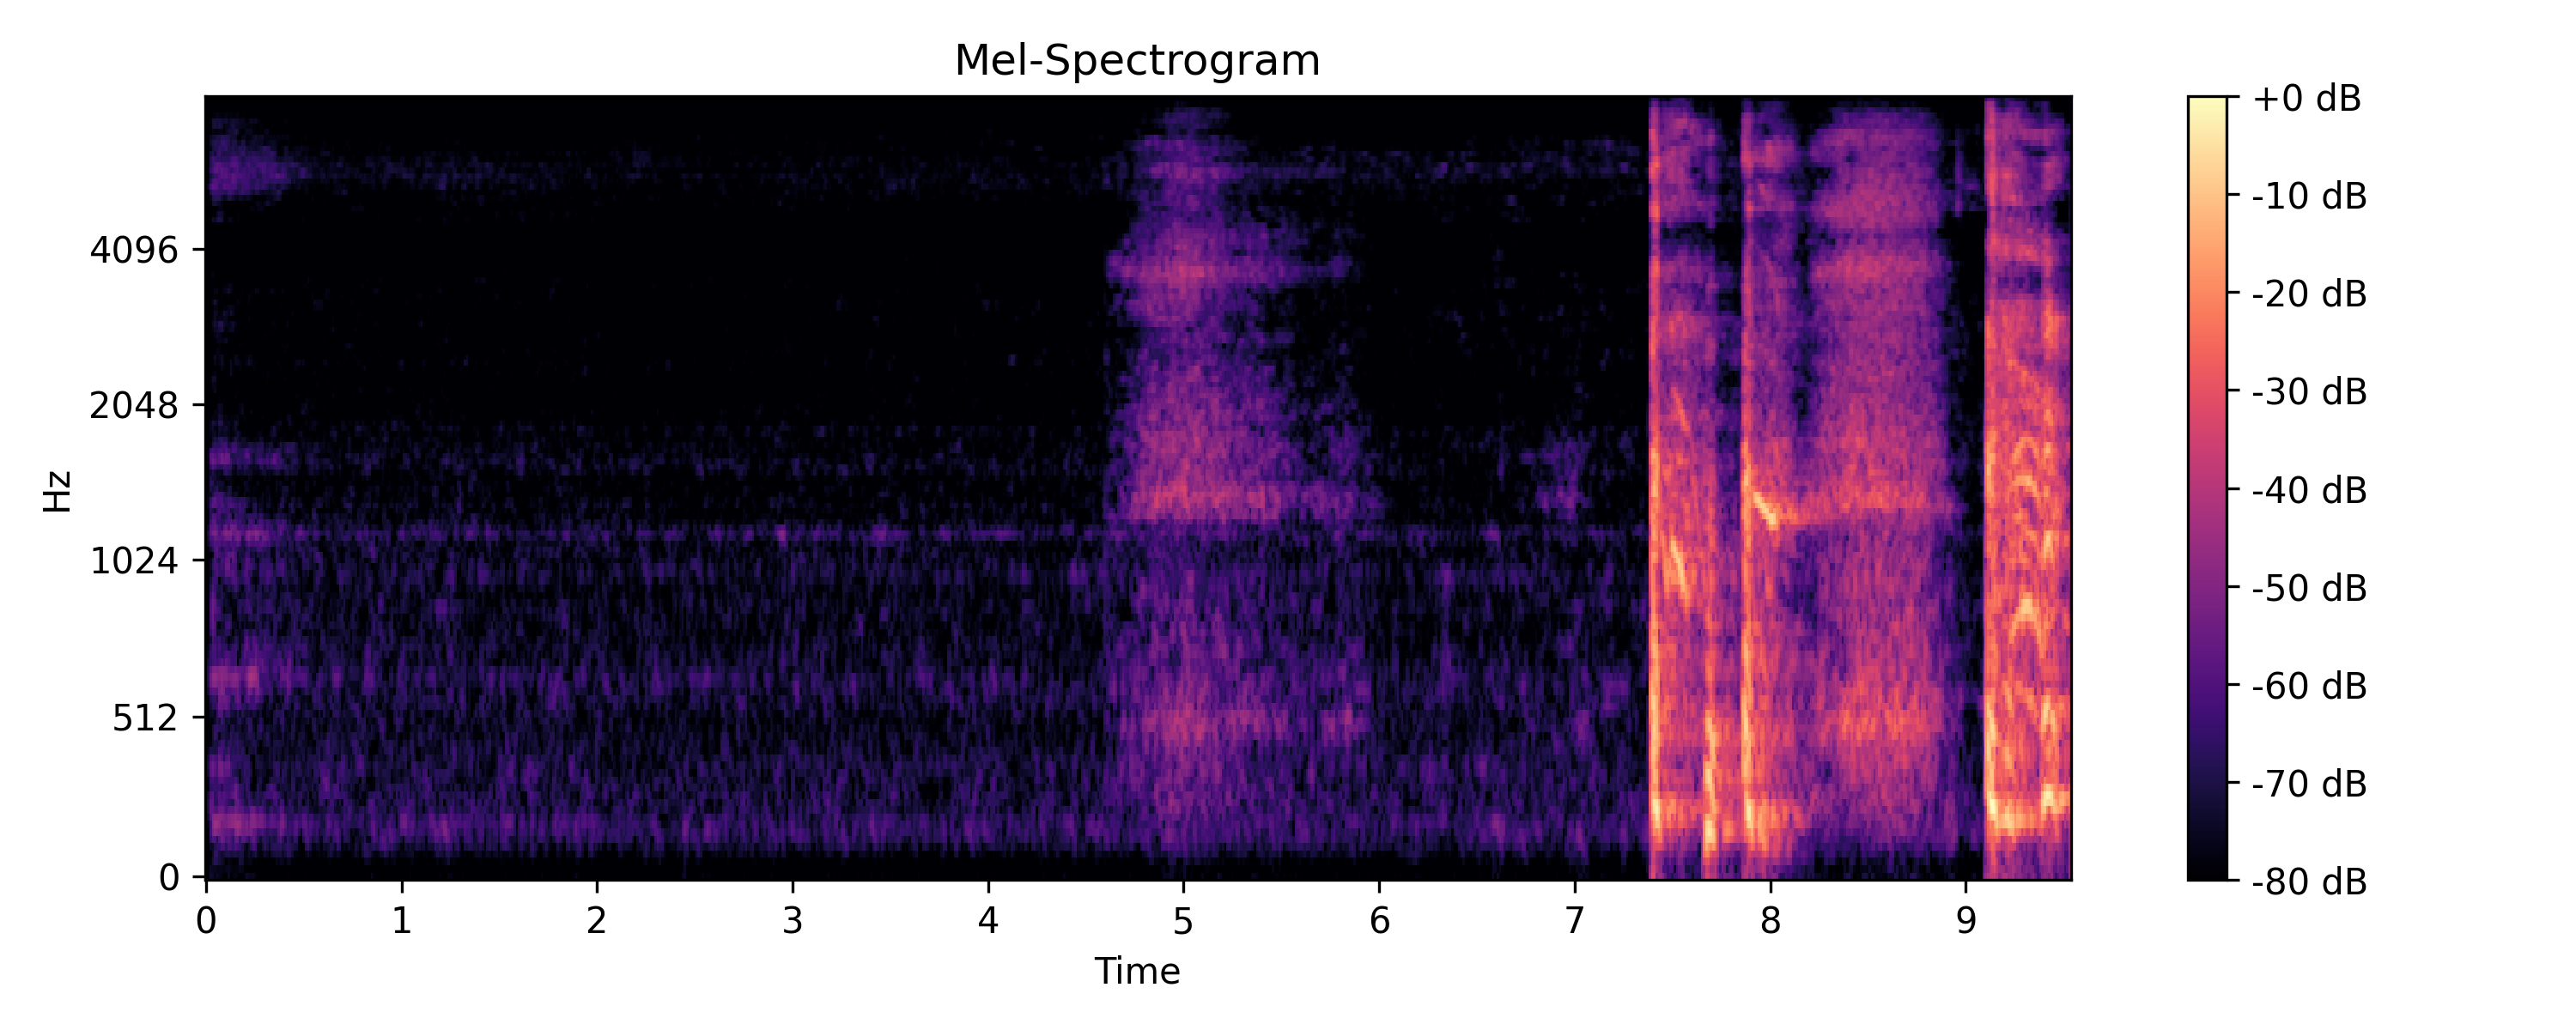 Mel-Spectrogram
+0 dB
-10 dB
4096
-20 dB
-30 dB
2048
-40 dB
Hz
1024
-50 dB
-60 dB
512
-70 dB
0
-80 dB
0 1 2 3 4 5 6 7 8 9
Time